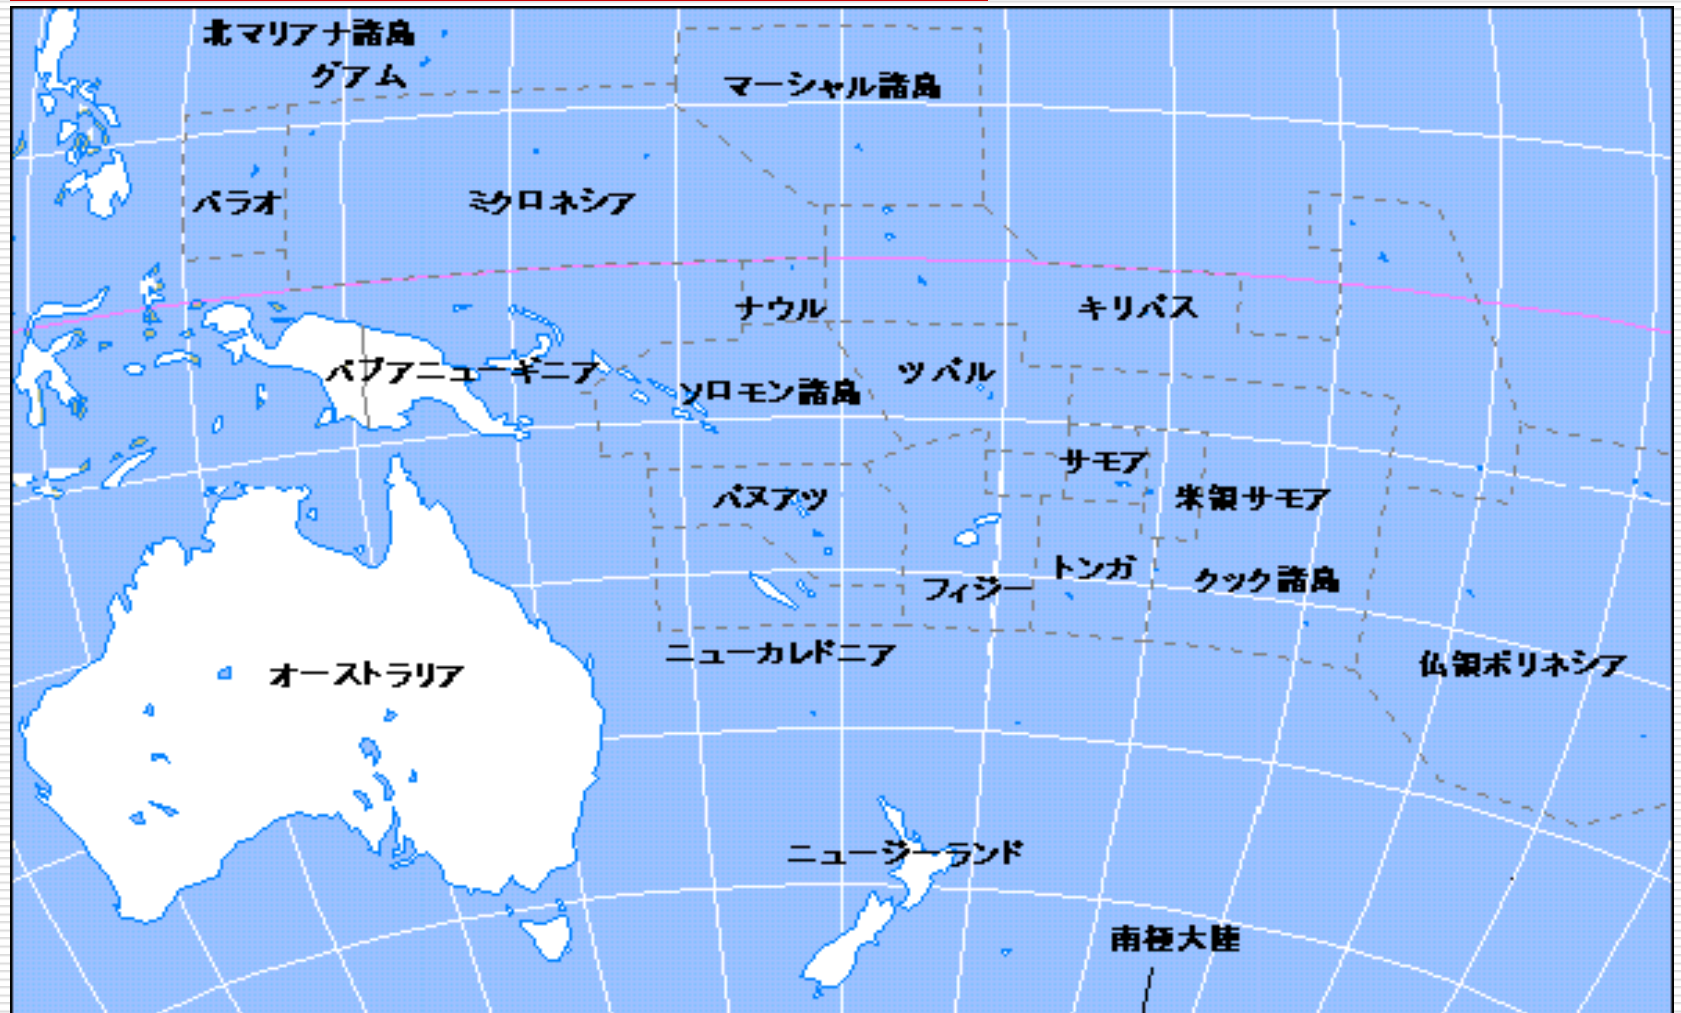 北マリアナ諸島
グアム
マーシャル諸島
パラオ
ミクロネシア
ナウル
キリバス
パプアニューギニア
ソロモン諸島
ツバル
サモア
バヌアツ
米領サモア
トンガ
フィジー
クック諸島
ニューカレドニア
オーストラリア
仏領ポリネシア
ニュージーランド
南極大陸